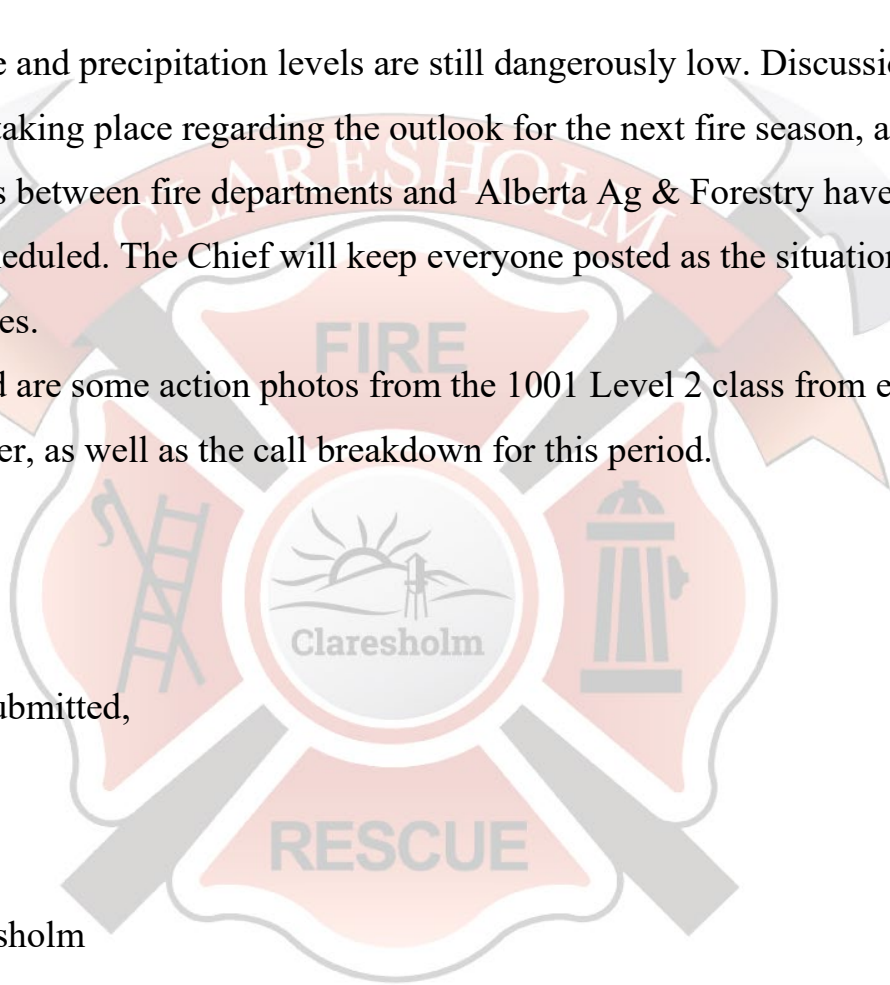 e and precipitation levels are still dangerously low. Discussi
taking place regarding the outlook for the next fire season, a
s between fire departments and  Alberta Ag & Forestry have
eduled. The Chief will keep everyone posted as the situation
es.
d are some action photos from the 1001 Level 2 class from e
er, as well as the call breakdown for this period.
ubmitted,
sholm
CLARESHOLM
FIRE
Claresholm
RESCUE